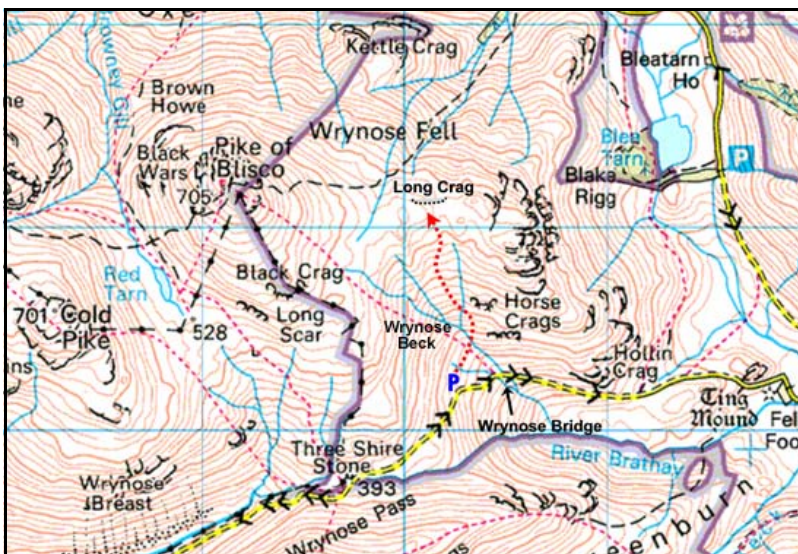 Kettle Crag
Bleatarn
Ho
Browney Gill
Brown
Howe
Wrynose Fell
Pike of
Blisco
Black
Wars
705
Blea
Tarn
P
Blake
Rigg
Long Crag
Red
Tarn
Black Crag
Long
Scar
701
Cold
Pike
528
Horse
Crags
Wrynose
Beck
Hollin
Crag
P
Ting
Mound
Wrynose Bridge
Three Shire
Stone
River Brathay
393
Wrynose
Breast
Wrynose Pass